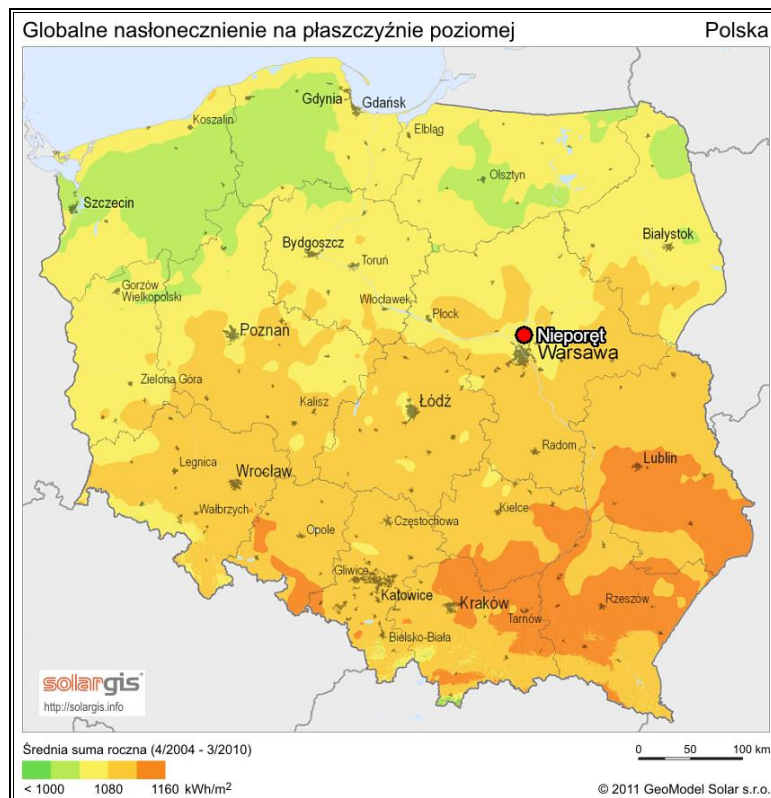 Globalne nasłonecznienie na płaszczyźnie poziomej Polska
Gdynia
Gdańsk
Koszalin
Elbląg
Olsztyn
Szczecin
Białystok
Bydgoszcz
Toruń
Gorzów
Wielkopolski
Włocławek
Płock
Poznań
Nieporęt
Warsawa
Zielona Góra
Kalisz
Łódź
Radom
Lublin
Legnica
Wrocław
Wałbrzych
Opole
Częstochowa
Kielce
Gliwice
Katowice
Kraków
Tarnów
Rzeszów
Bielsko-Biała
solargis
http://solargis.info
Średnia suma roczna (4/2004 - 3/2010)
0 50 100 km
< 1000 1080 1160 kWh/m²
© 2011 GeoModel Solar s.r.o.